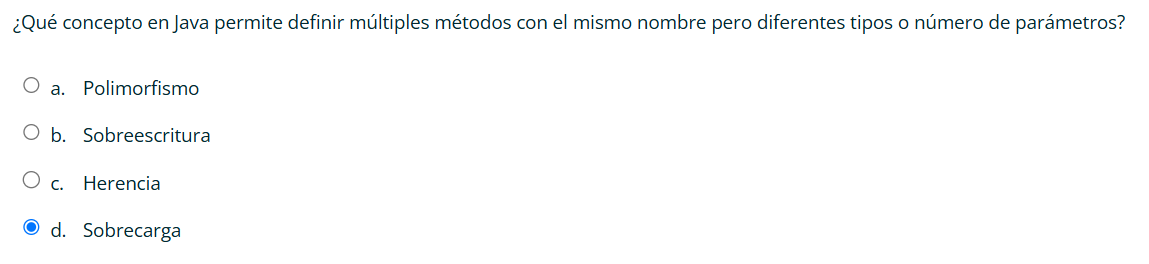 ¿Qué concepto en Java permite definir múltiples métodos con el mismo nombre pero diferentes tipos o número de parámetros?
a. Polimorfismo
b. Sobreescritura
c. Herencia
d. Sobrecarga